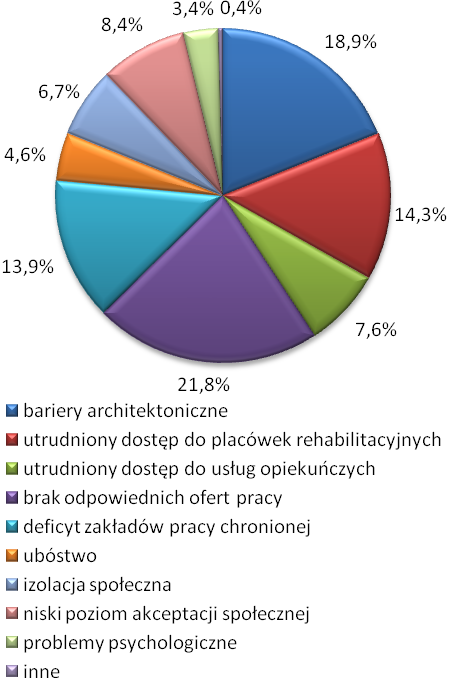 3,4% 0,4%
8,4%
18,9%
6,7%
4,6%
14,3%
13,9%
7,6%
21,8%
bariery architektoniczne
utrudniony dostęp do placówek rehabilitacyjnych
utrudniony dostęp do usług opiekuńczych
brak odpowiednich ofert pracy
deficyt zakładów pracy chronionej
ubóstwo
izolacja społeczna
niski poziom akceptacji społecznej
problemy psychologiczne
inne